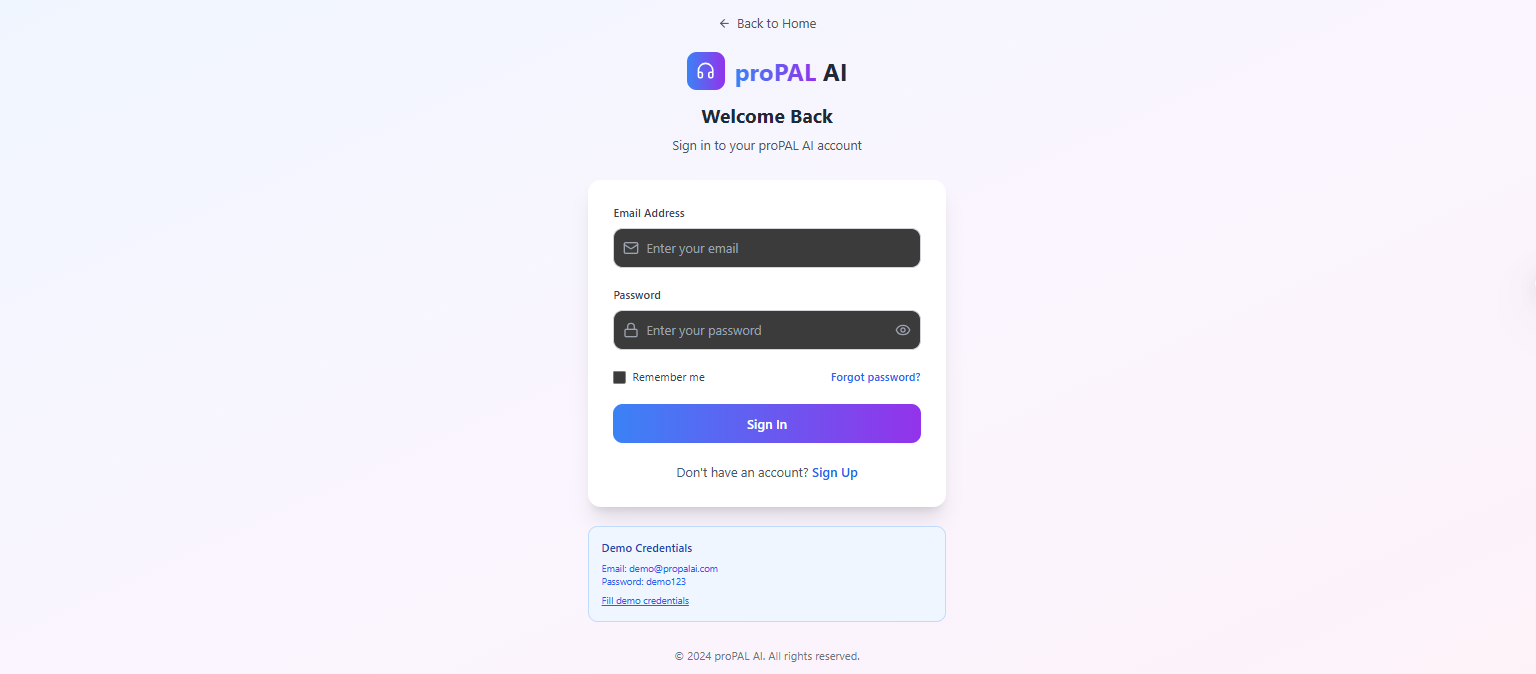 Back to Home
proPAL AI
Welcome Back
Sign in to your proPAL AI account
Email Address
Enter your email
Password
Enter your password
Remember me
Forgot password?
Sign In
Don't have an account? Sign Up
Demo Credentials
Email: demo@propalai.com
Password: demo123
Fill demo credentials
© 2024 proPAL AI. All rights reserved.